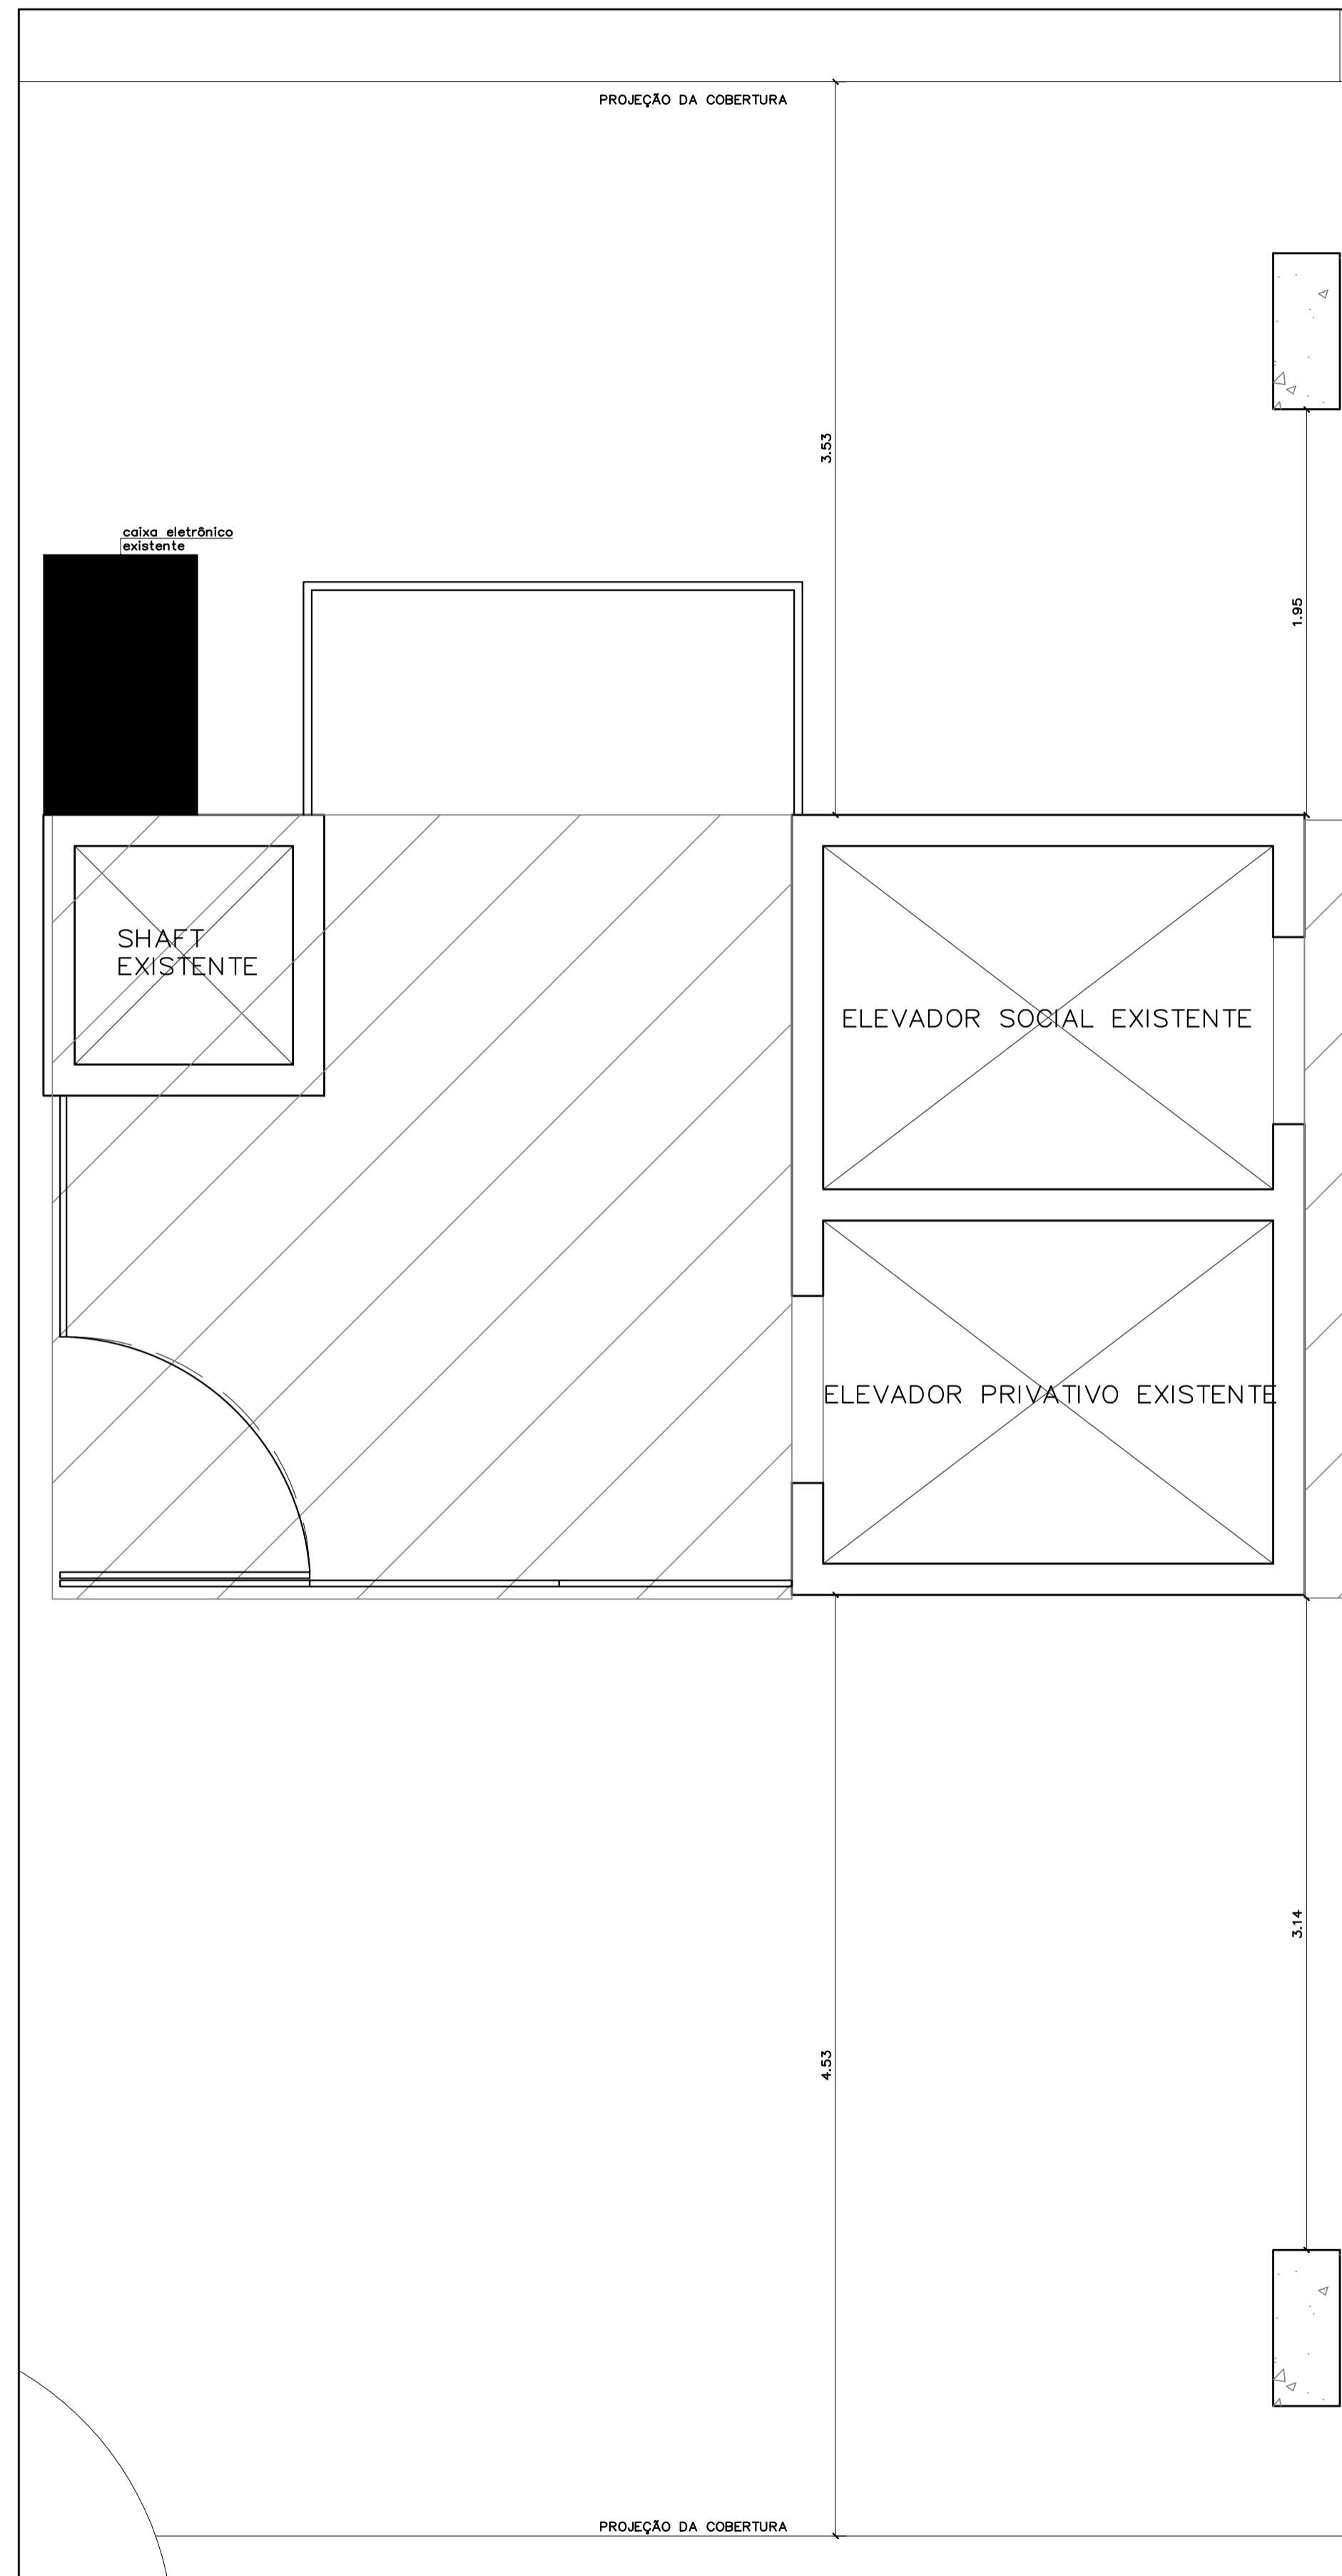 PROJEÇÃO DA COBERTURA
3.53
caixa eletrônico
existente
1.95
SHAFT
EXISTENTE
ELEVADOR SOCIAL EXISTENTE
ELEVADOR PRIVATIVO EXISTENTE
3.14
4.53
PROJEÇÃO DA COBERTURA